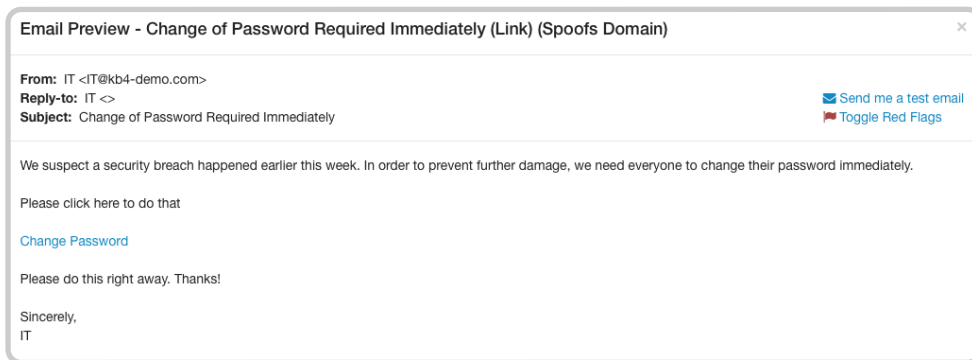 Email Preview - Change of Password Required Immediately (Link) (Spoofs Domain)
×
From: IT <IT@kb4-demo.com>
Reply-to: IT <>
Send me a test email
Subject: Change of Password Required Immediately
Toggle Red Flags
We suspect a security breach happened earlier this week. In order to prevent further damage, we need everyone to change their password immediately.
Please click here to do that
Change Password
Please do this right away. Thanks!
Sincerely,
IT